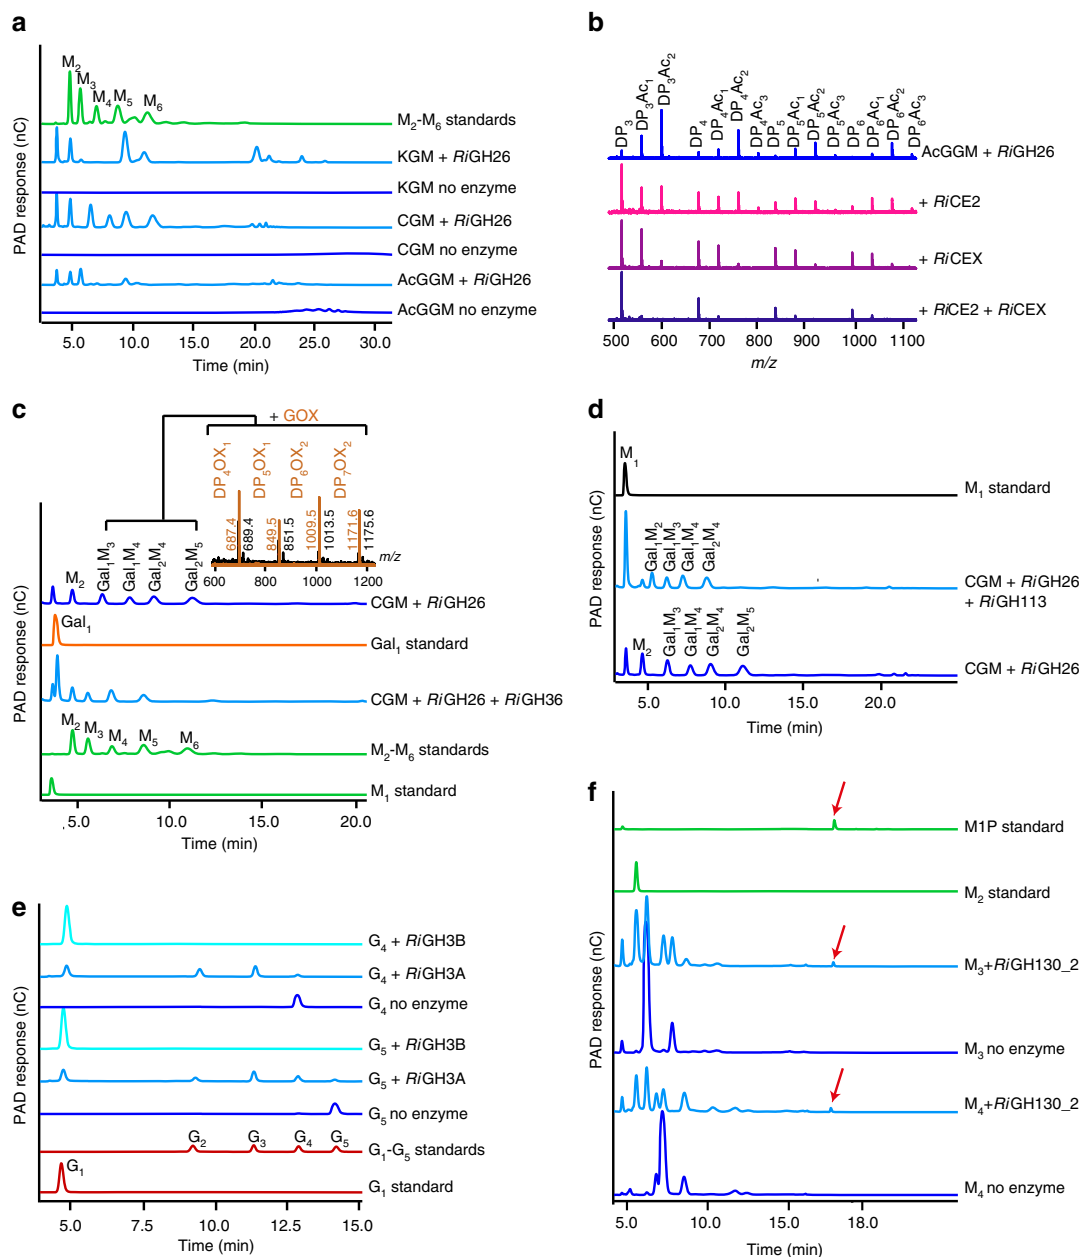 a
PAD response (nC)
M2 M3 M4 M5 M6
M2-M6 standards
KGM + RiGH26
KGM no enzyme
CGM + RiGH26
CGM no enzyme
AcGGM + RiGH26
AcGGM no enzyme
5.0 10.0 15.0 20.0 25.0 30.0
Time (min)
b
DP3 DP3Ac1 DP3Ac2 DP4 DP4Ac1 DP4Ac2 DP4Ac3 DP5 DP5Ac1 DP5Ac2 DP5Ac3 DP6 DP6Ac1 DP6Ac2 DP6Ac3
AcGGM + RiGH26
+ RiCE2
+ RiCEX
+ RiCE2 + RiCEX
500 600 700 800 900 1000 1100
m/z
c
+ GOX
DP4OX1 DP5OX1 DP6OX2 DP7OX2
687.4 689.4 849.5 851.5 1009.5 1013.5 1171.6 1175.6
m/z
600 800 1000 1200
PAD response (nC)
M2 Gal1M3 Gal1M4 Gal2M4 Gal2M5
CGM + RiGH26
Gal1
Gal1 standard
CGM + RiGH26 + RiGH36
M2 M3 M4 M5 M6
M2-M6 standards
M1 standard
5.0 10.0 15.0 20.0
Time (min)
d
PAD response (nC)
M1
M1 standard
Gal1M2 Gal1M3 Gal1M4 Gal2M4
CGM + RiGH26
+ RiGH113
M2 Gal1M3 Gal1M4 Gal2M4 Gal2M5
CGM + RiGH26
5.0 10.0 15.0 20.0
Time (min)
e
PAD response (nC)
G4 + RiGH3B
G4 + RiGH3A
G4 no enzyme
G5 + RiGH3B
G5 + RiGH3A
G5 no enzyme
G2 G3 G4 G5
G1-G5 standards
G1
G1 standard
5.0 7.5 10.0 12.5 15.0
Time (min)
f
PAD response (nC)
M1P standard
M2 standard
M3+RiGH130_2
M3 no enzyme
M4+RiGH130_2
M4 no enzyme
5.0 10.0 15.0 18.0
Time (min)